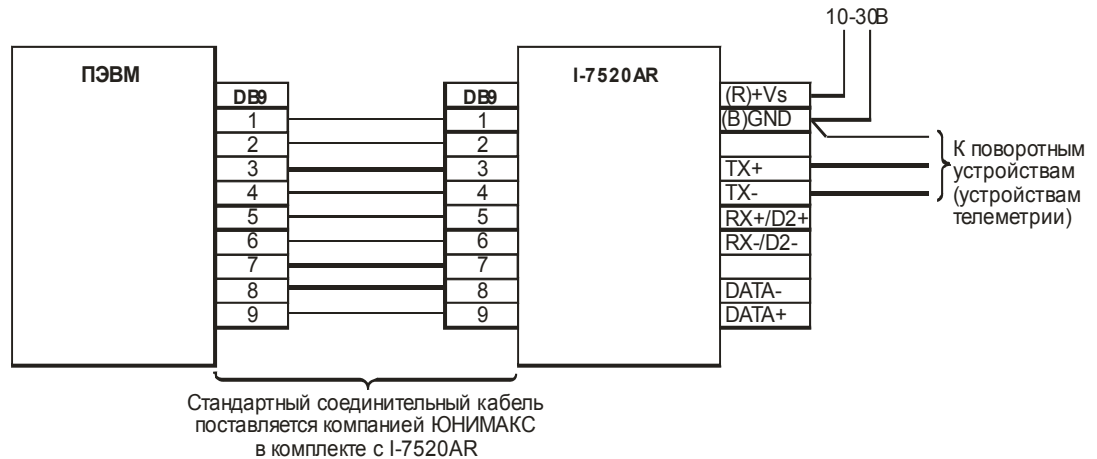 10-30В
ПЭВМ
I-7520AR
DB9
1
2
3
4
5
6
7
8
9
DB9
1
2
3
4
5
6
7
8
9
(R)+Vs
(B)GND
TX+
TX-
RX+/D2+
RX-/D2-
DATA-
DATA+
К поворотным
устройствам
(устройствам
телеметрии)
Стандартный соединительный кабель
поставляется компанией ЮНИМАКС
в комплекте с I-7520AR